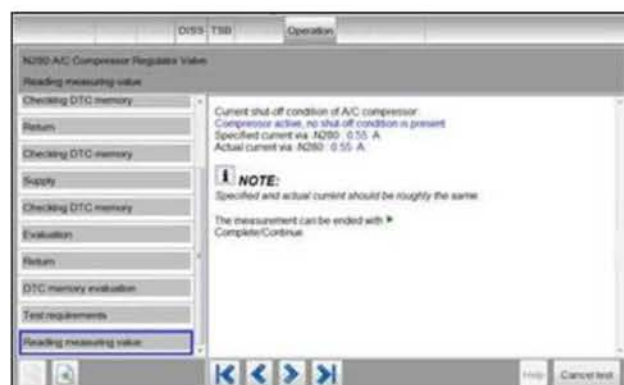 DISS TSB Operation
N280 A/C Compressor Regulator Valve
Reading measuring value
Checking DTC memory
Return
Checking DTC memory
Supply
Checking DTC memory
Evaluation
Return
DTC memory evaluation
Test requirements
Reading measuring value
Current shut-off condition of A/C compressor
Compressor active, no shut-off condition is present
Specified current via N280 : 0.55 A
Actual current via N280 : 0.55 A
i NOTE:
Specified and actual current should be roughly the same.
The measurement can be ended with
Complete/Continue
Help Cancel test